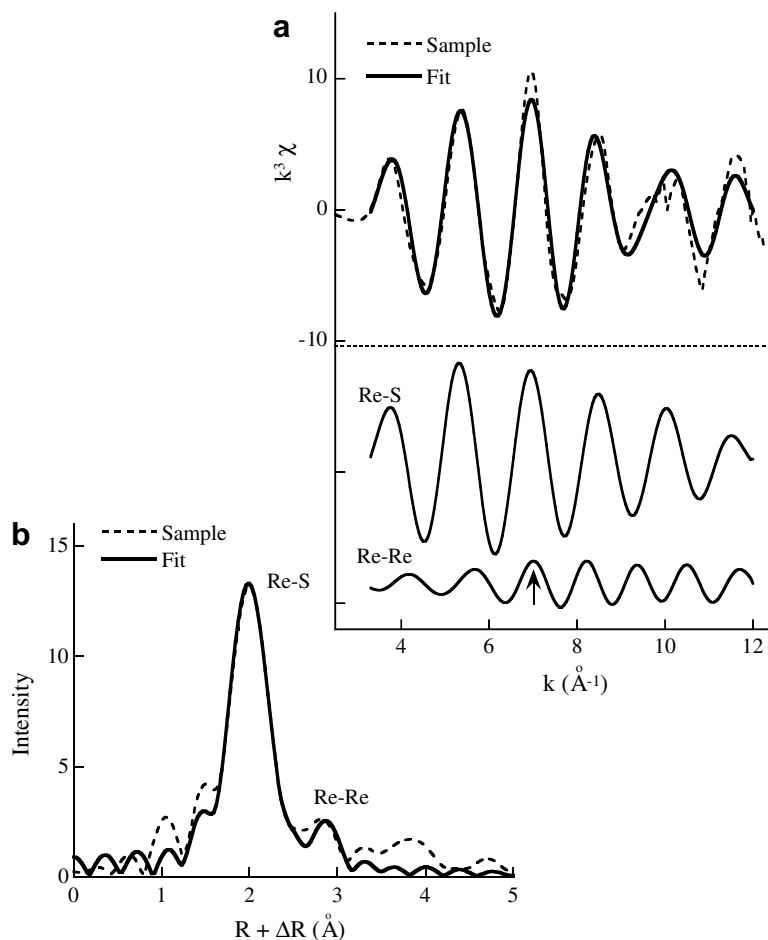 a
Sample
Fit
10
0
-10
k³ χ
Re-S
Re-Re
4 6 8 10 12
k (Å⁻¹)
b
Sample
Fit
15
10
5
0
Intensity
Re-S
Re-Re
0 1 2 3 4 5
R + ΔR (Å)